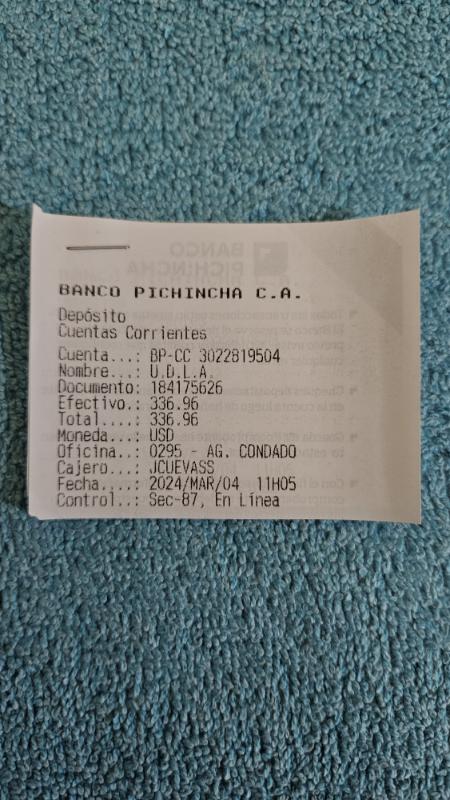 BANCO PICHINCHA C.A.
Depósito
Cuentas Corrientes
Cuenta...: BP-CC 3022819504
Nombre...: U.D.L.A.
Documento: 184175626
Efectivo.: 336.96
Total....: 336.96
Moneda...: USD
Oficina..: 0295 - AG. CONDADO
Cajero...: JCUEVASS
Fecha....: 2024/MAR/04 11H05
Control..: Sec-87, En Línea